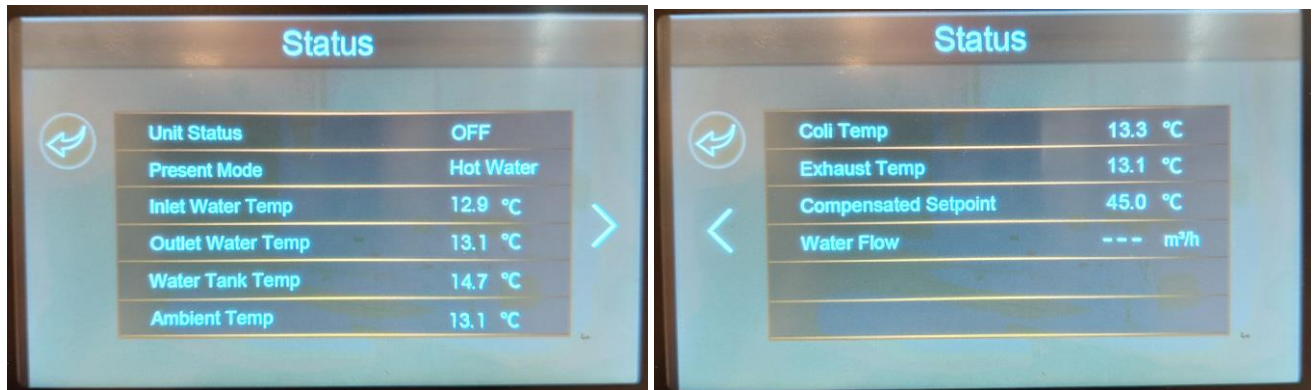 Status
Unit Status OFF
Present Mode Hot Water
Inlet Water Temp 12.9 °C
Outlet Water Temp 13.1 °C
Water Tank Temp 14.7 °C
Ambient Temp 13.1 °C
Status
Coli Temp 13.3 °C
Exhaust Temp 13.1 °C
Compensated Setpoint 45.0 °C
Water Flow --- m³/h